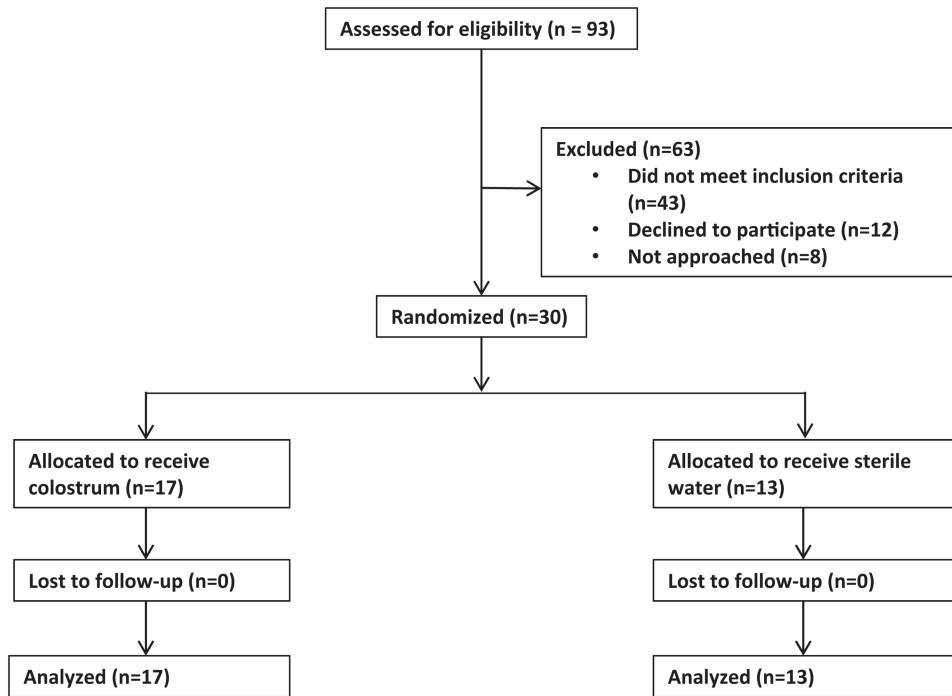 Assessed for eligibility (n = 93)
Excluded (n=63)
• Did not meet inclusion criteria
(n=43)
• Declined to participate (n=12)
• Not approached (n=8)
Randomized (n=30)
Allocated to receive
colostrum (n=17)
Allocated to receive sterile
water (n=13)
Lost to follow-up (n=0)
Lost to follow-up (n=0)
Analyzed (n=17)
Analyzed (n=13)